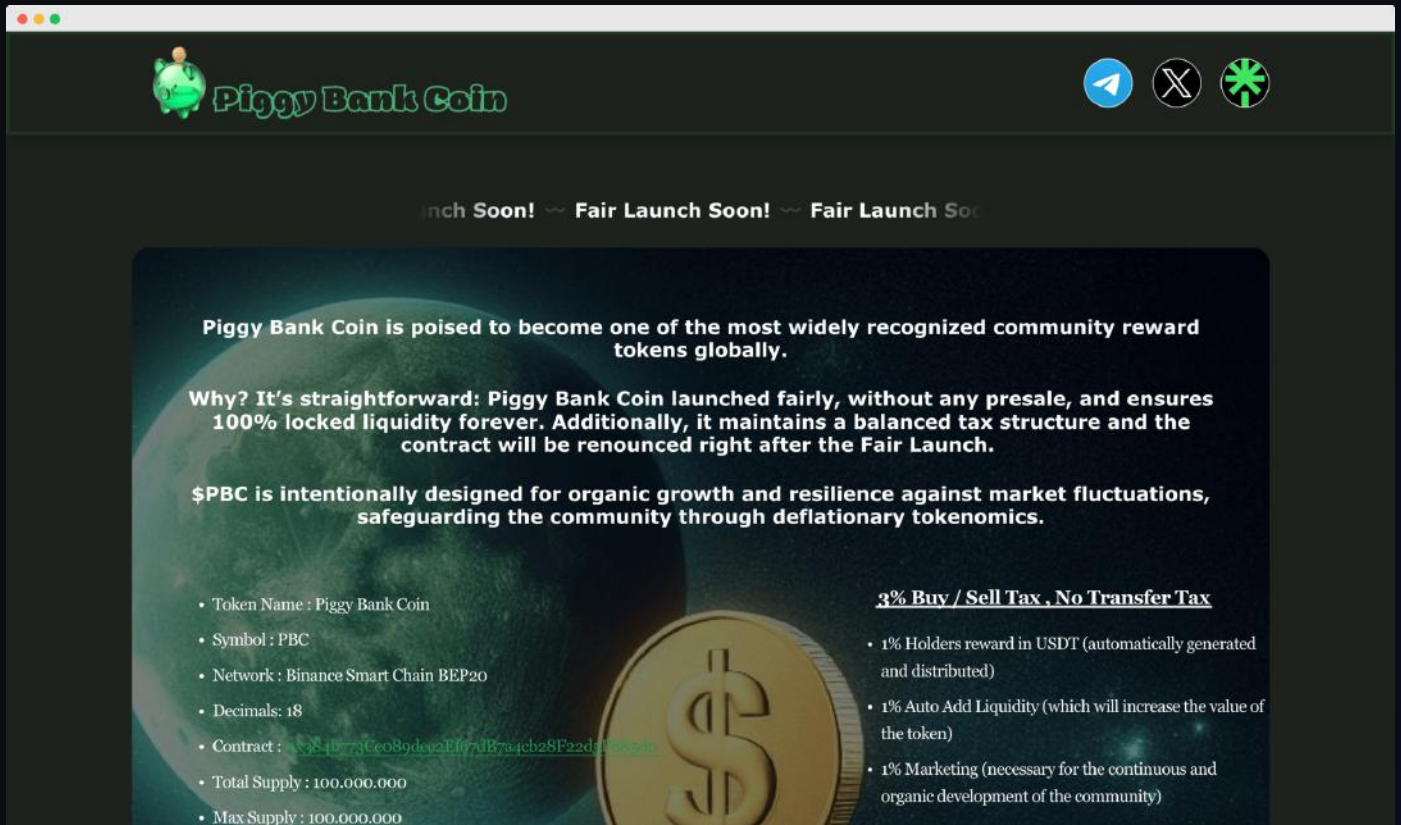 Piggy Bank Coin
nch Soon! ~ Fair Launch Soon! ~ Fair Launch Soo
Piggy Bank Coin is poised to become one of the most widely recognized community reward
tokens globally.
Why? It’s straightforward: Piggy Bank Coin launched fairly, without any presale, and ensures
100% locked liquidity forever. Additionally, it maintains a balanced tax structure and the
contract will be renounced right after the Fair Launch.
$PBC is intentionally designed for organic growth and resilience against market fluctuations,
safeguarding the community through deflationary tokenomics.
• Token Name : Piggy Bank Coin
• Symbol : PBC
• Network : Binance Smart Chain BEP20
• Decimals: 18
• Contract :
• Total Supply : 100.000.000
• Max Supply : 100.000.000
3% Buy / Sell Tax , No Transfer Tax
• 1% Holders reward in USDT (automatically generated
and distributed)
• 1% Auto Add Liquidity (which will increase the value of
the token)
• 1% Marketing (necessary for the continuous and
organic development of the community)